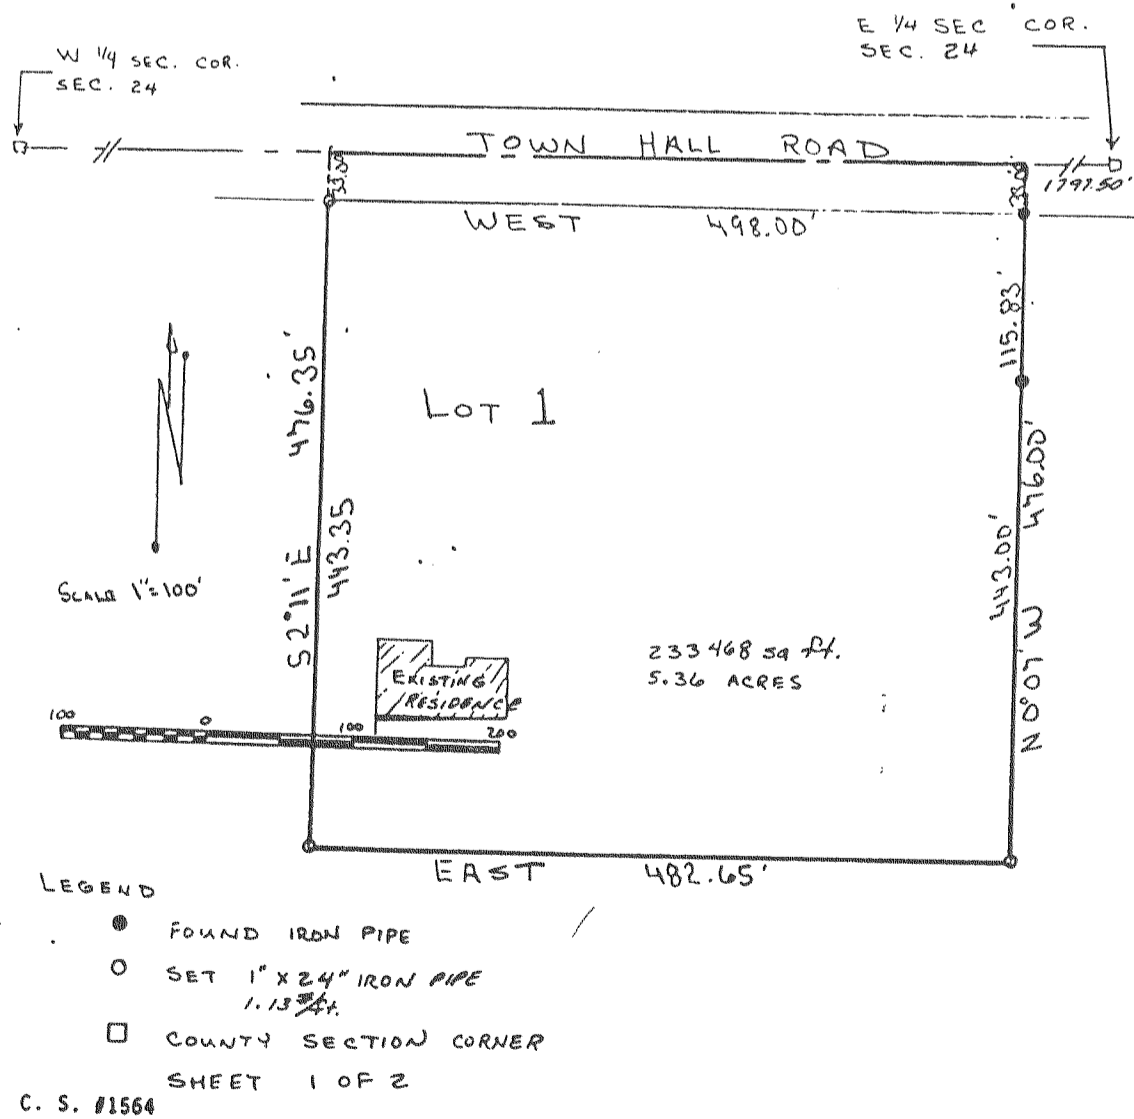 W 1/4 SEC. COR.
SEC. 24
E 1/4 SEC COR.
SEC. 24
TOWN HALL ROAD
33.00
33.00
1797.50'
WEST 498.00'
115.83'
S 2°11' E 476.35'
443.35
LOT 1
476.00'
443.00'
N 0°07' W
SCALE 1"=100'
EXISTING
RESIDENCE
233468 sq ft.
5.36 ACRES
100 0 100 200
EAST 482.65'
LEGEND
FOUND IRON PIPE
SET 1" X 24" IRON PIPE
1.13 #/ft.
COUNTY SECTION CORNER
SHEET 1 OF 2
C. S. #1564